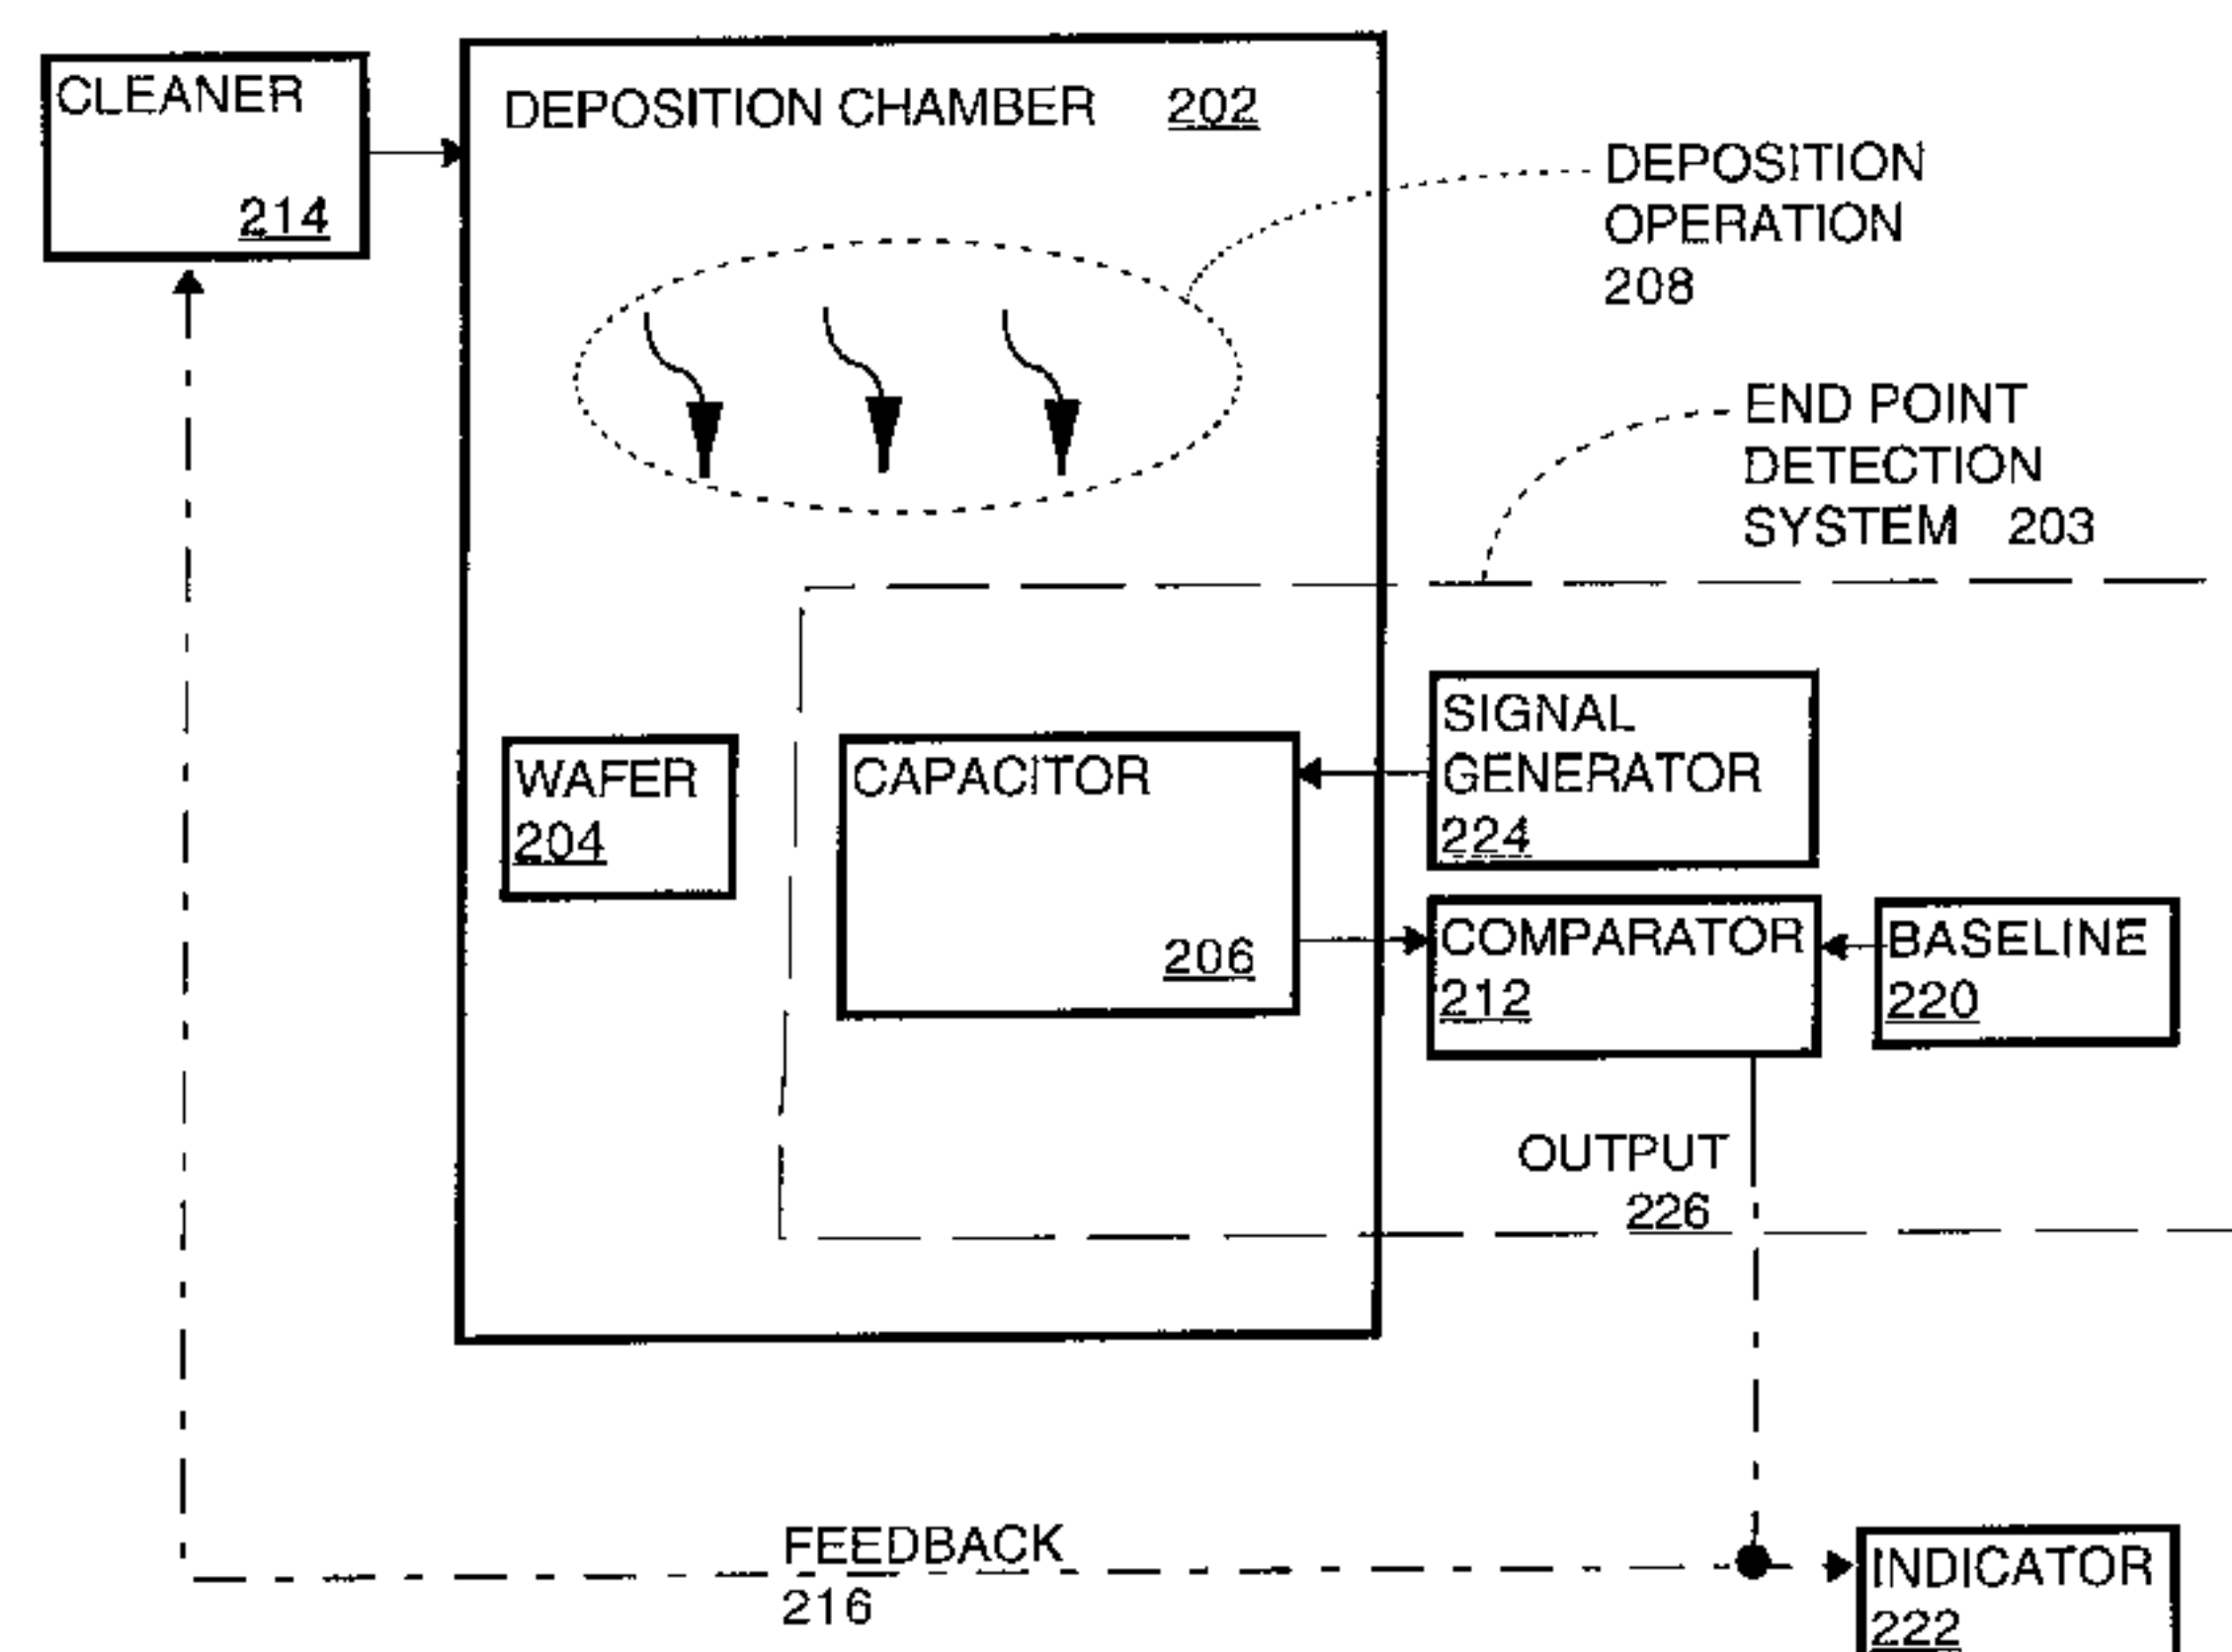 CLEANER
214
DEPOSITION CHAMBER 202
DEPOSITION
OPERATION
208
END POINT
DETECTION
SYSTEM 203
WAFER
204
CAPACITOR
206
SIGNAL
GENERATOR
224
COMPARATOR
212
BASELINE
220
OUTPUT
226
FEEDBACK
216
INDICATOR
222